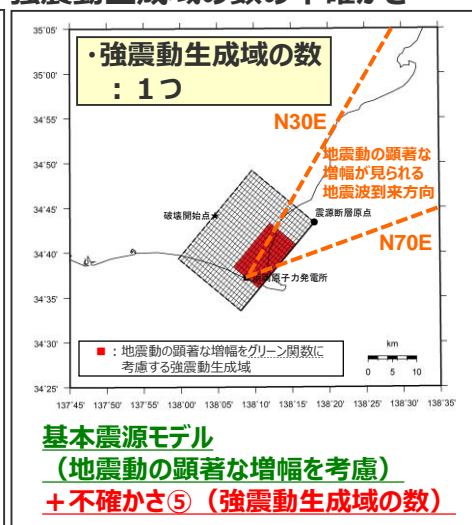 強震動生成域の数の不確かさ
・強震動生成域の数
：１つ
N30E
地震動の顕著な
増幅が見られる
地震波到来方向
N70E
破壊開始点
震源断層原点
浜岡原子力発電所
■：地震動の顕著な増幅をグリーン関数に
考慮する強震動生成域
km
0 5 10
35˚05'
35˚00'
34˚55'
34˚50'
34˚45'
34˚40'
34˚35'
34˚30'
34˚25'
137˚45' 137˚50' 137˚55' 138˚00' 138˚05' 138˚10' 138˚15' 138˚20' 138˚25' 138˚30' 138˚35'
基本震源モデル
（地震動の顕著な増幅を考慮）
＋不確かさ⑤（強震動生成域の数）